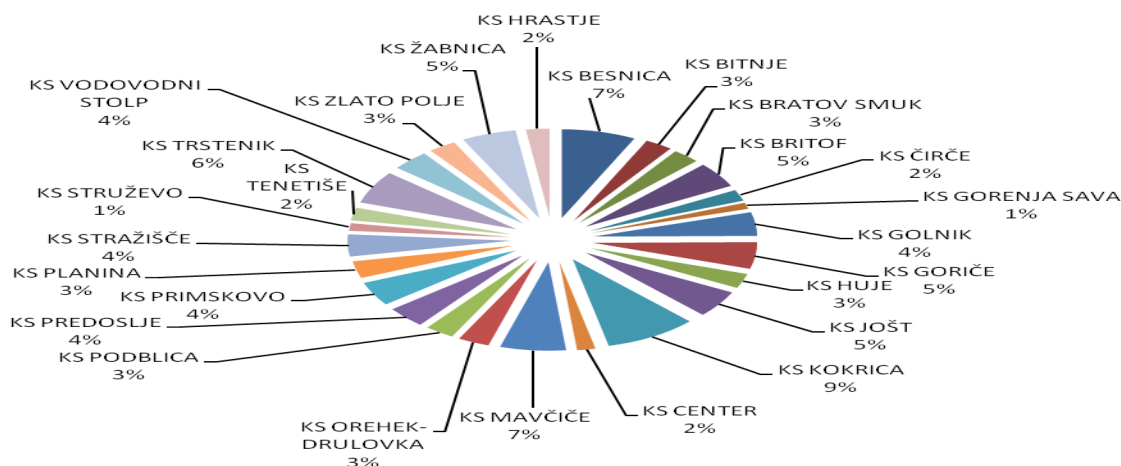 KS HRASTJE
2%
KS BESNICA
7%
KS BITNJE
3%
KS BRATOV SMUK
3%
KS BRITOF
5%
KS ČIRČE
2%
KS GORENJA SAVA
1%
KS GOLNIK
4%
KS GORIČE
5%
KS HUJE
3%
KS JOŠT
5%
KS KOKRICA
9%
KS CENTER
2%
KS MAVČIČE
7%
KS OREHEK-
DRULOVKA
3%
KS PODBLICA
3%
KS PREDOSLJE
4%
KS PRIMSKOVO
4%
KS PLANINA
3%
KS STRAŽIŠČE
4%
KS STRUŽEVO
1%
KS
TENETIŠE
2%
KS TRSTENIK
6%
KS VODOVODNI
STOLP
4%
KS ZLATO POLJE
3%
KS ŽABNICA
5%